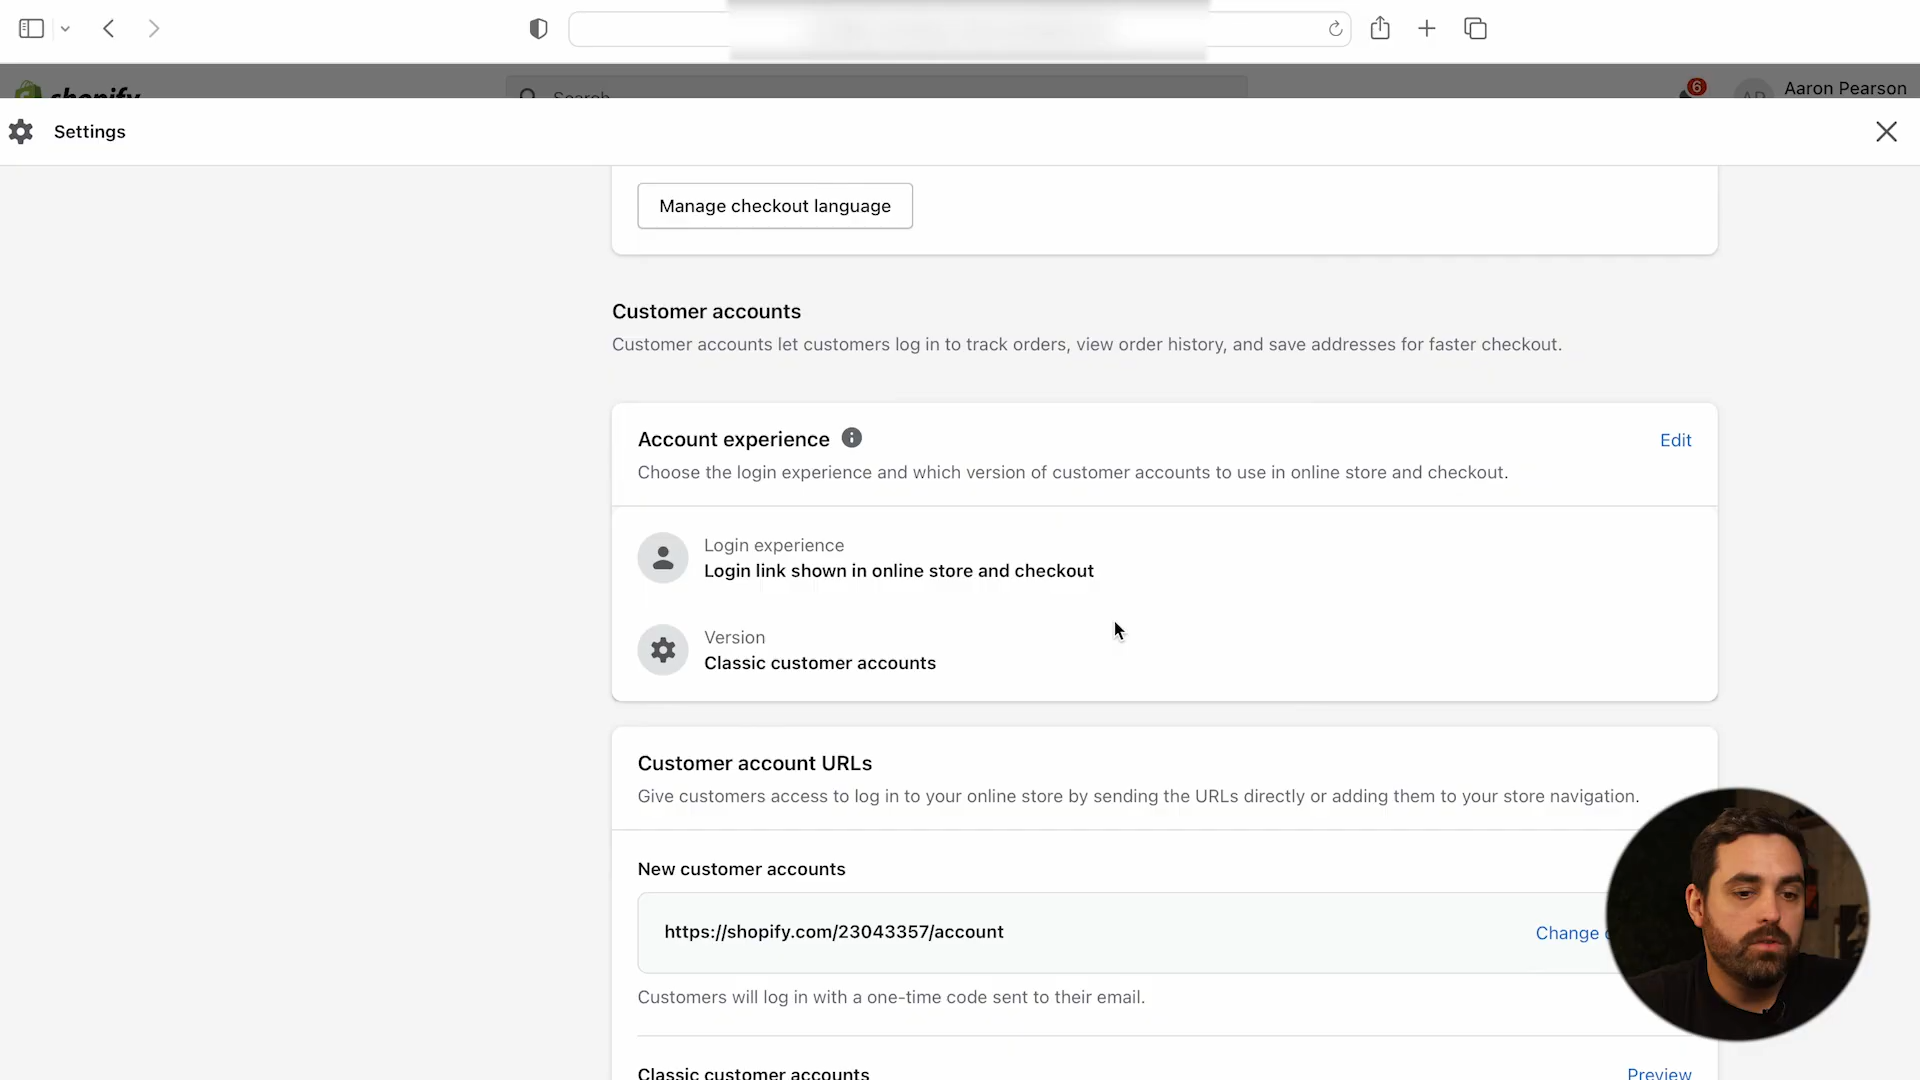 shopify
Search
6
AP
Aaron Pearson
Settings
Manage checkout language
Customer accounts
Customer accounts let customers log in to track orders, view order history, and save addresses for faster checkout.
Account experience
Edit
Choose the login experience and which version of customer accounts to use in online store and checkout.
Login experience
Login link shown in online store and checkout
Version
Classic customer accounts
Customer account URLs
Give customers access to log in to your online store by sending the URLs directly or adding them to your store navigation.
New customer accounts
https://shopify.com/23043357/account
Change
Customers will log in with a one-time code sent to their email.
Classic customer accounts
Preview